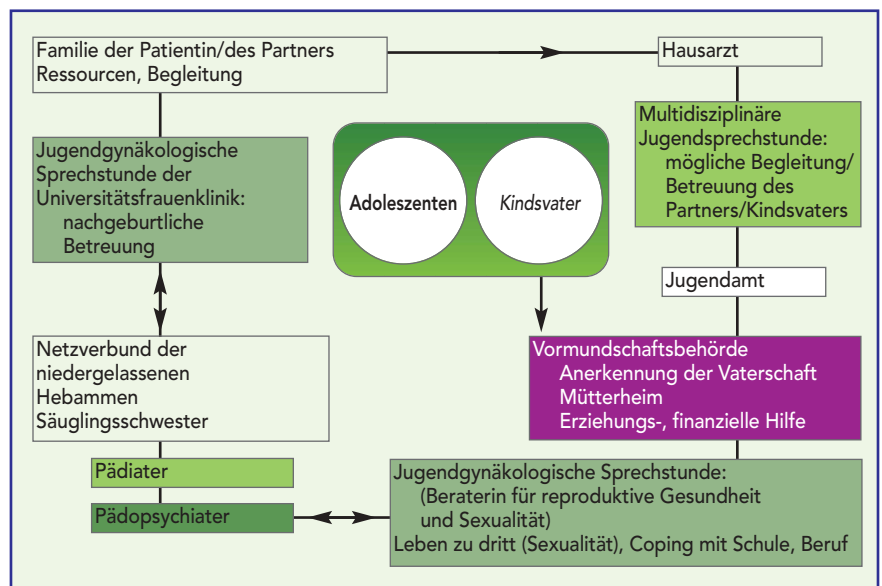 Familie der Patientin/des Partners
Ressourcen, Begleitung
Hausarzt
Jugendgynäkologische
Sprechstunde der
Universitätsfrauenklinik:
nachgeburtliche
Betreuung
Adoleszenten
Kindsvater
Multidisziplinäre
Jugendsprechstunde:
mögliche Begleitung/
Betreuung des
Partners/Kindsvaters
Jugendamt
Netzverbund der
niedergelassenen
Hebammen
Säuglingsschwester
Vormundschaftsbehörde
Anerkennung der Vaterschaft
Mütterheim
Erziehungs-, finanzielle Hilfe
Pädiater
Pädopsychiater
Jugendgynäkologische Sprechstunde:
(Beraterin für reproduktive Gesundheit
und Sexualität)
Leben zu dritt (Sexualität), Coping mit Schule, Beruf